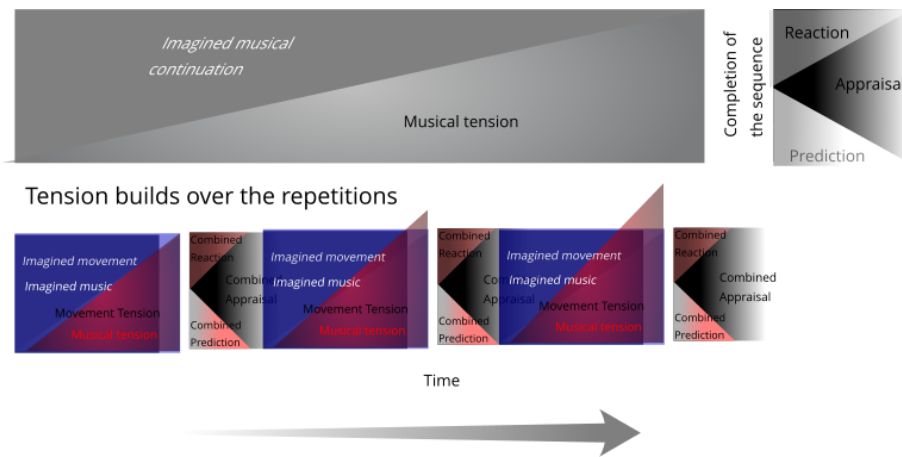 Imagined musical
continuation
Musical tension
Completion of
the sequence
Reaction
Appraisal
Prediction
Tension builds over the repetitions
Imagined movement
Imagined music
Movement Tension
Musical tension
Combined
Reaction
Combined
Appraisal
Combined
Prediction
Imagined movement
Imagined music
Movement Tension
Musical tension
Combined
Reaction
Combined
Appraisal
Combined
Prediction
Imagined movement
Imagined music
Movement Tension
Musical tension
Combined
Reaction
Combined
Appraisal
Combined
Prediction
Time